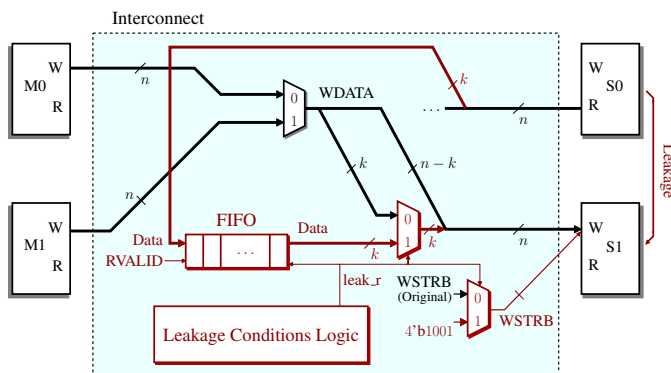 Interconnect
M0
W
R
n
k
0
1
WDATA
...
n
W
R
S0
Leakage
k
n − k
n
M1
W
R
FIFO
Data
Data
...
RVALID
k
0
1
k
n
W
R
S1
leak_r
WSTRB
(Original)
0
1
4'b1001
WSTRB
Leakage Conditions Logic